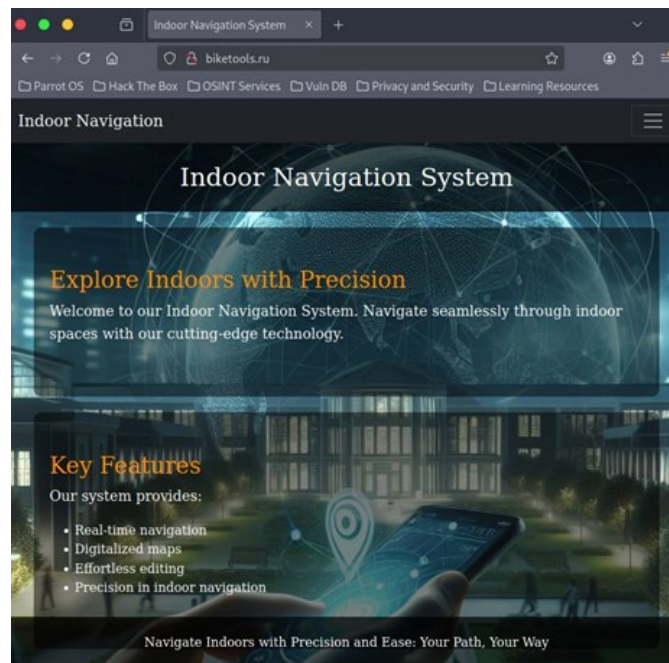 Indoor Navigation System
biketools.ru
Parrot OS Hack The Box OSINT Services Vuln DB Privacy and Security Learning Resources
Indoor Navigation
Indoor Navigation System
Explore Indoors with Precision
Welcome to our Indoor Navigation System. Navigate seamlessly through indoor
spaces with our cutting-edge technology.
Key Features
Our system provides:
• Real-time navigation
• Digitalized maps
• Effortless editing
• Precision in indoor navigation
Navigate Indoors with Precision and Ease: Your Path, Your Way